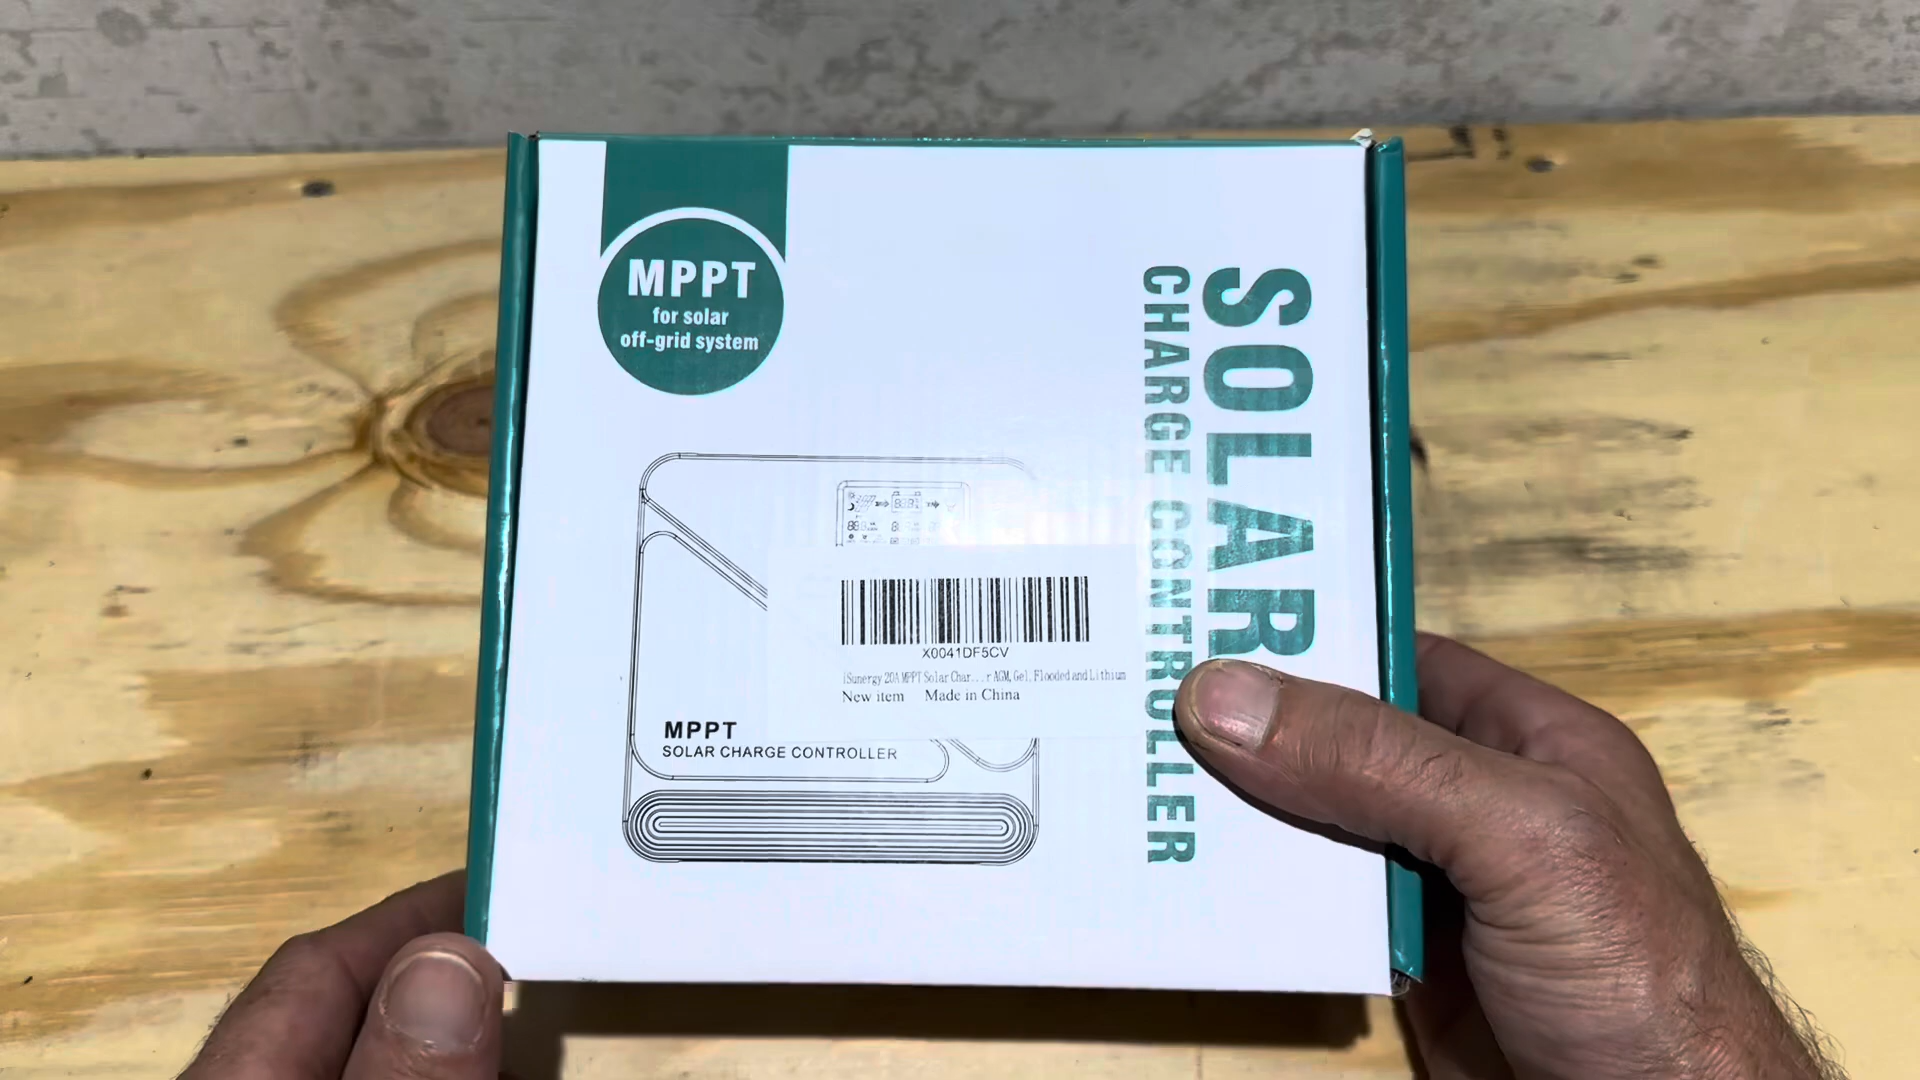 MPPT
for solar
off-grid system
SOLAR
CHARGE CONTROLLER
X0041DF5CV
iSunergy 20A MPPT Solar Char...r AGM, Gel, Flooded and Lithium
New item Made in China
MPPT
SOLAR CHARGE CONTROLLER